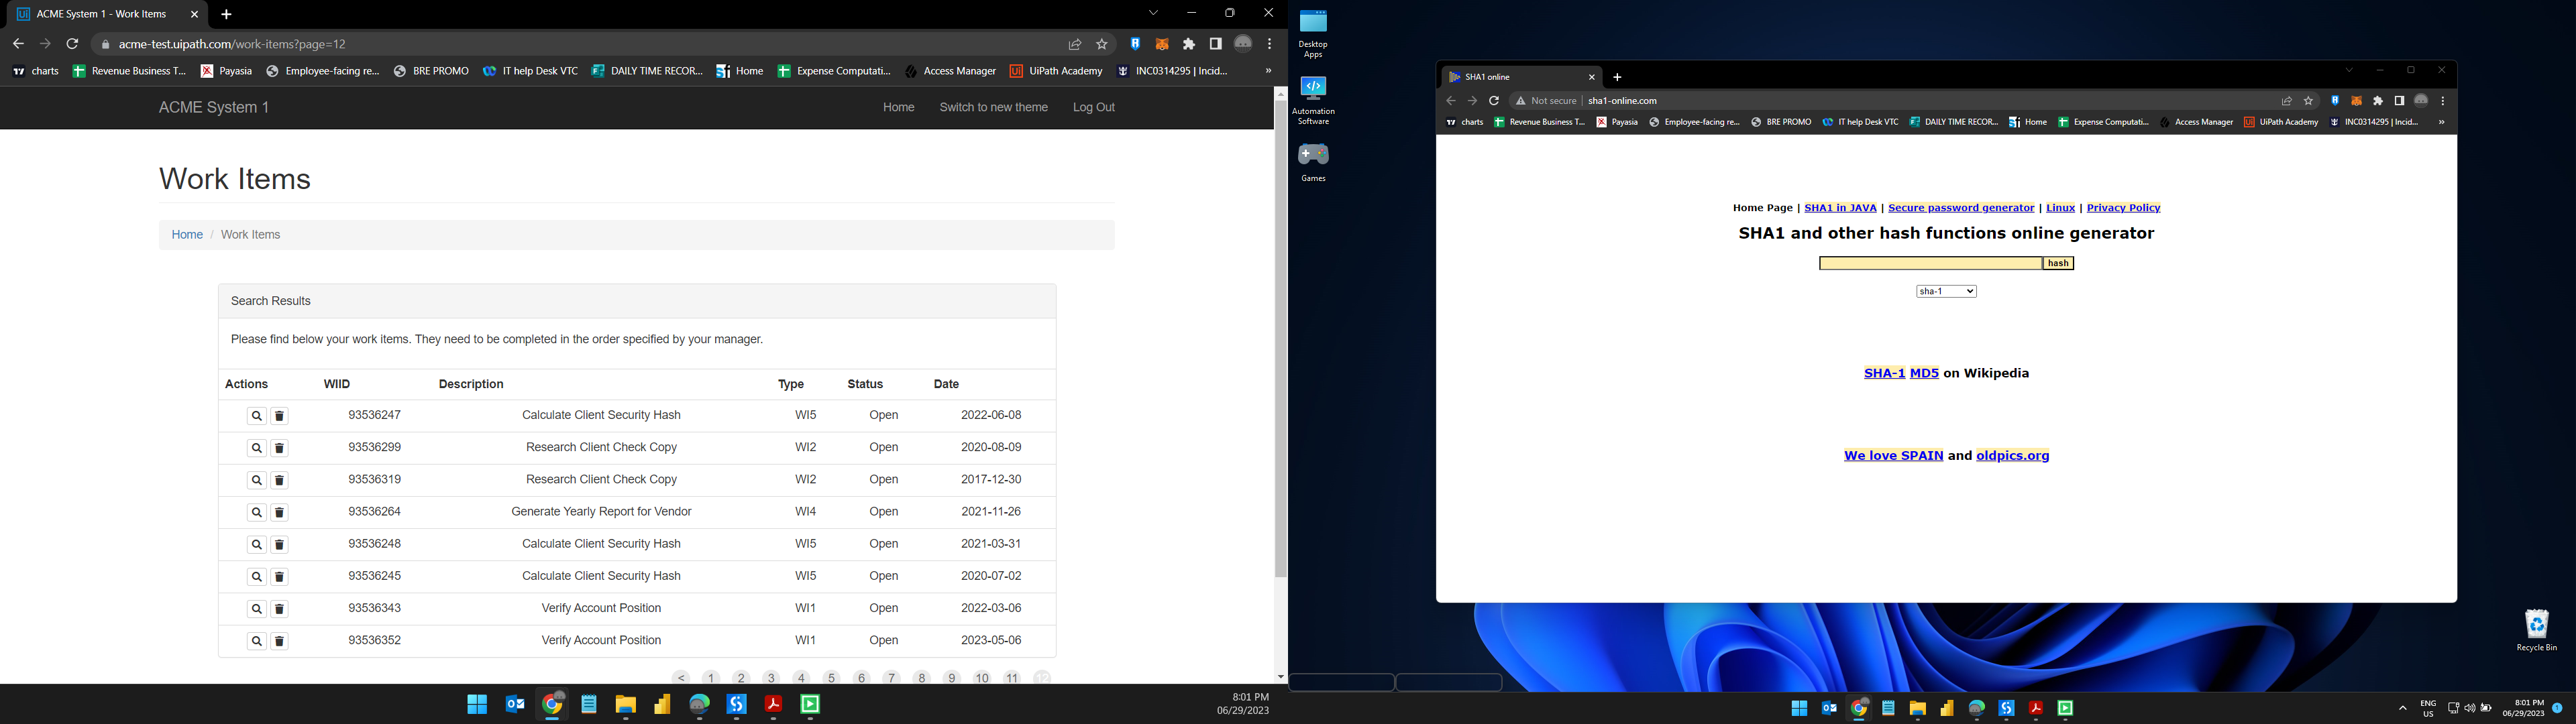 ACME System 1 - Work Items
acme-test.uipath.com/work-items?page=12
charts Revenue Business T... Payasia Employee-facing re... BRE PROMO IT help Desk VTC DAILY TIME RECOR... Home Expense Computati... Access Manager UiPath Academy INC0314295 | Incid... »
ACME System 1 Home Switch to new theme Log Out
Work Items
Home / Work Items
Search Results
Please find below your work items. They need to be completed in the order specified by your manager.
Actions WIID Description Type Status Date
93536247 Calculate Client Security Hash WI5 Open 2022-06-08
93536299 Research Client Check Copy WI2 Open 2020-08-09
93536319 Research Client Check Copy WI2 Open 2017-12-30
93536264 Generate Yearly Report for Vendor WI4 Open 2021-11-26
93536248 Calculate Client Security Hash WI5 Open 2021-03-31
93536245 Calculate Client Security Hash WI5 Open 2020-07-02
93536343 Verify Account Position WI1 Open 2022-03-06
93536352 Verify Account Position WI1 Open 2023-05-06
< 1 2 3 4 5 6 7 8 9 10 11 12
8:01 PM
06/29/2023
Desktop
Apps
Automation
Software
Games
SHA1 online
Not secure | sha1-online.com
charts Revenue Business T... Payasia Employee-facing re... BRE PROMO IT help Desk VTC DAILY TIME RECOR... Home Expense Computati... Access Manager UiPath Academy INC0314295 | Incid... »
Home Page | SHA1 in JAVA | Secure password generator | Linux | Privacy Policy
SHA1 and other hash functions online generator
hash
sha-1
SHA-1 MD5 on Wikipedia
We love SPAIN and oldpics.org
Recycle Bin
ENG
US
8:01 PM
06/29/2023
1